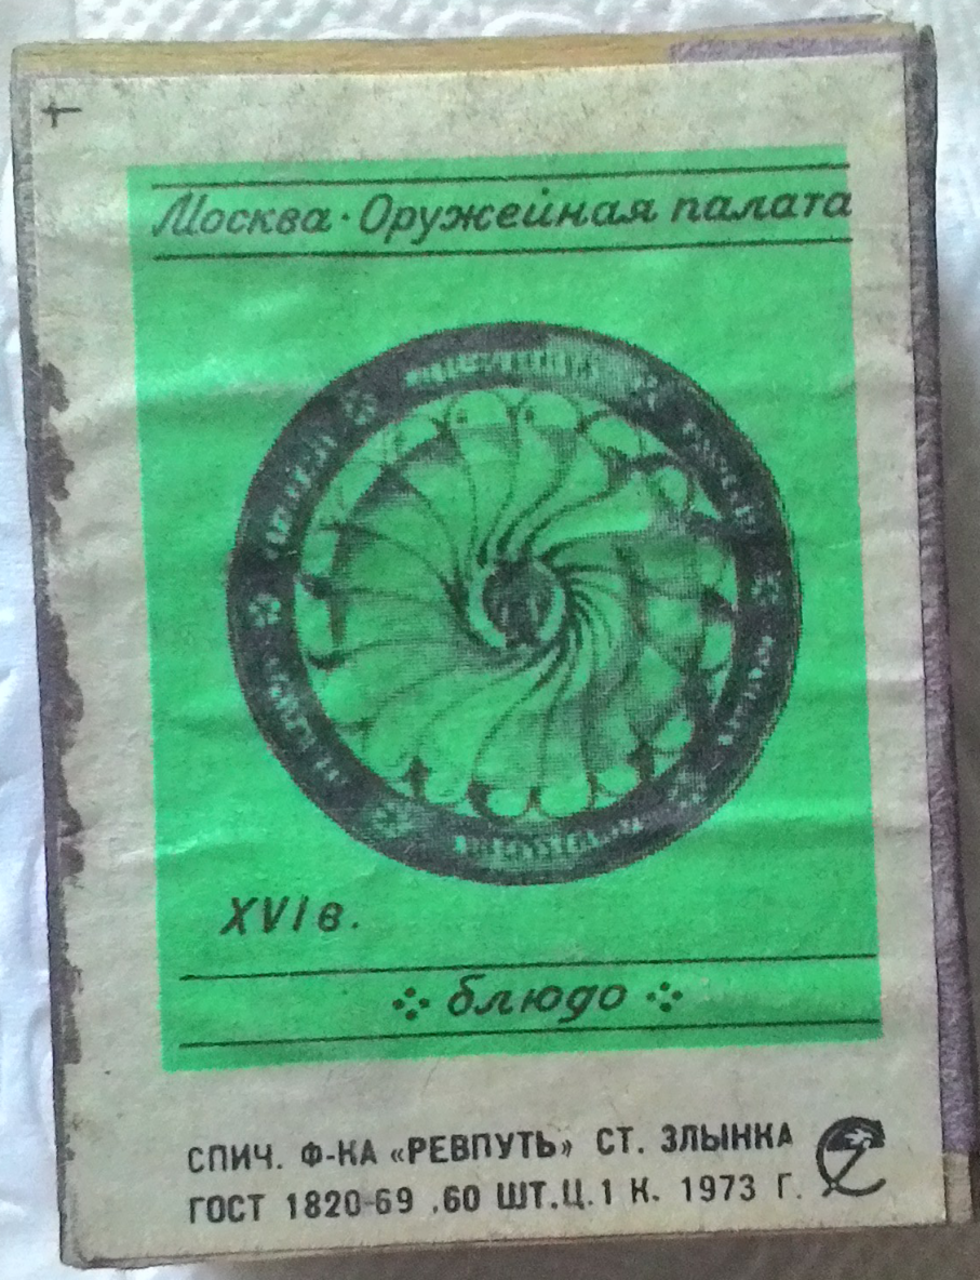 Москва · Оружейная палата
XVI в.
блюдо
СПИЧ. Ф-КА «РЕВПУТЬ» СТ. ЗЛЫНКА
ГОСТ 1820-69 .60 ШТ.Ц.1 К. 1973 Г.